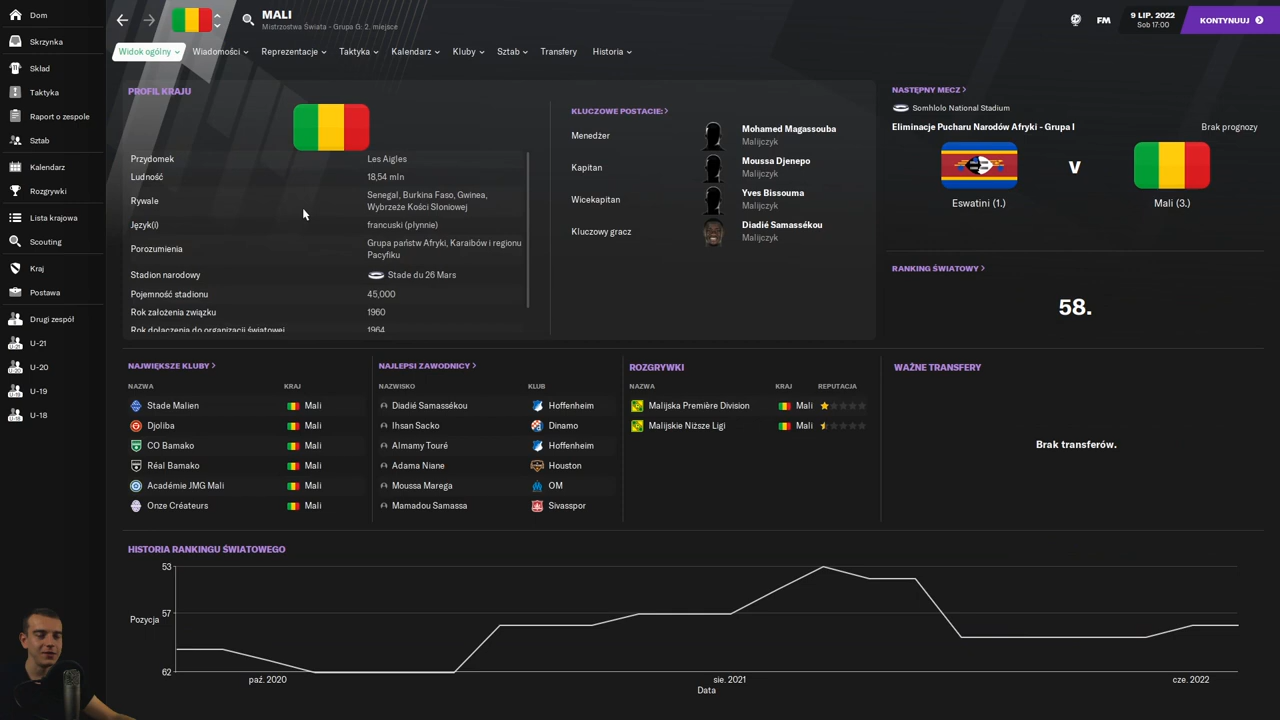 Dom
Skrzynka
Skład
Taktyka
Raport o zespole
Sztab
Kalendarz
Rozgrywki
Lista krajowa
Scouting
Kraj
Postawa
Drugi zespół
U-21
U-20
U-19
U-18
MALI
Mistrzostwa Świata - Grupa G: 2. miejsce
FM
9 LIP. 2022
Sob 17:00
KONTYNUUJ
Widok ogólny
Wiadomości
Reprezentacje
Taktyka
Kalendarz
Kluby
Sztab
Transfery
Historia
PROFIL KRAJU
Przydomek Les Aigles
Ludność 18,54 mln
Rywale Senegal, Burkina Faso, Gwinea,
Wybrzeże Kości Słoniowej
Język(i) francuski (płynnie)
Porozumienia Grupa państw Afryki, Karaibów i regionu
Pacyfiku
Stadion narodowy Stade du 26 Mars
Pojemność stadionu 45,000
Rok założenia związku 1960
Rok dołączenia do organizacji światowej 1964
KLUCZOWE POSTACIE:
Menedżer Mohamed Magassouba
Malijczyk
Kapitan Moussa Djenepo
Malijczyk
Wicekapitan Yves Bissouma
Malijczyk
Kluczowy gracz Diadié Samassékou
Malijczyk
NASTĘPNY MECZ
Somhlolo National Stadium
Eliminacje Pucharu Narodów Afryki - Grupa I Brak prognozy
V
Eswatini (1.) Mali (3.)
RANKING ŚWIATOWY
58.
NAJWIĘKSZE KLUBY
NAZWA KRAJ
Stade Malien Mali
Djoliba Mali
CO Bamako Mali
Réal Bamako Mali
Académie JMG Mali Mali
Onze Créateurs Mali
NAJLEPSI ZAWODNICY
NAZWISKO KLUB
Diadié Samassékou Hoffenheim
Ihsan Sacko Dinamo
Almamy Touré Hoffenheim
Adama Niane Houston
Moussa Marega OM
Mamadou Samassa Sivasspor
ROZGRYWKI
NAZWA KRAJ REPUTACJA
Malijska Première Division Mali
Malijskie Niższe Ligi Mali
WAŻNE TRANSFERY
Brak transferów.
HISTORIA RANKINGU ŚWIATOWEGO
53
Pozycja 57
62
paź. 2020 sie. 2021 cze. 2022
Data